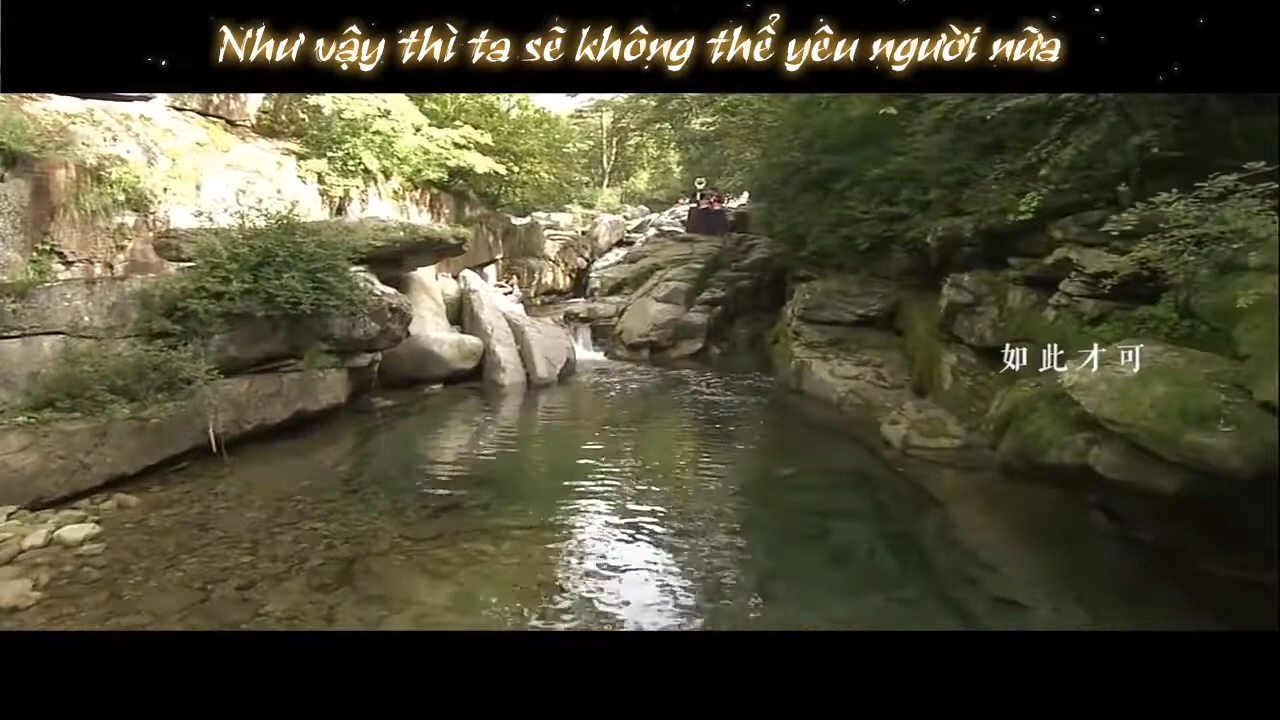 Như vậy thì ta sẽ không thể yêu người nữa
如此才可